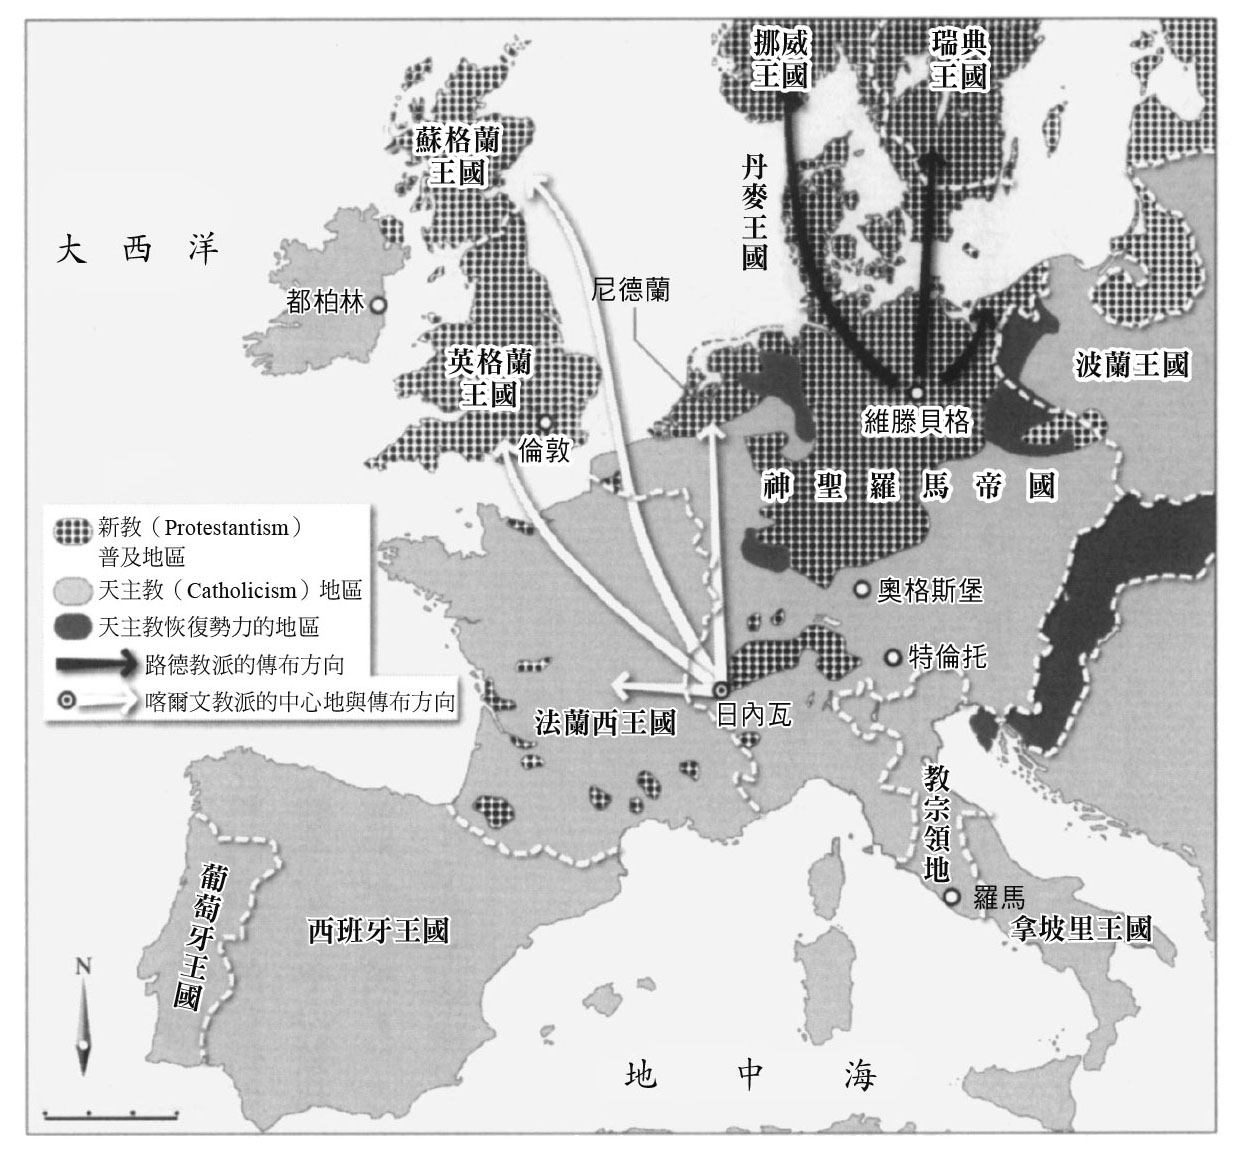 挪威
王國
瑞典
王國
蘇格蘭
王國
丹麥王國
大西洋
尼德蘭
都柏林
英格蘭
王國
波蘭王國
維滕貝格
倫敦
神聖羅馬帝國
新教（Protestantism）
普及地區
天主教（Catholicism）地區
天主教恢復勢力的地區
路德教派的傳布方向
喀爾文教派的中心地與傳布方向
奧格斯堡
特倫托
日內瓦
法蘭西王國
教宗領地
羅馬
拿坡里王國
葡萄牙王國
西班牙王國
N
地中海